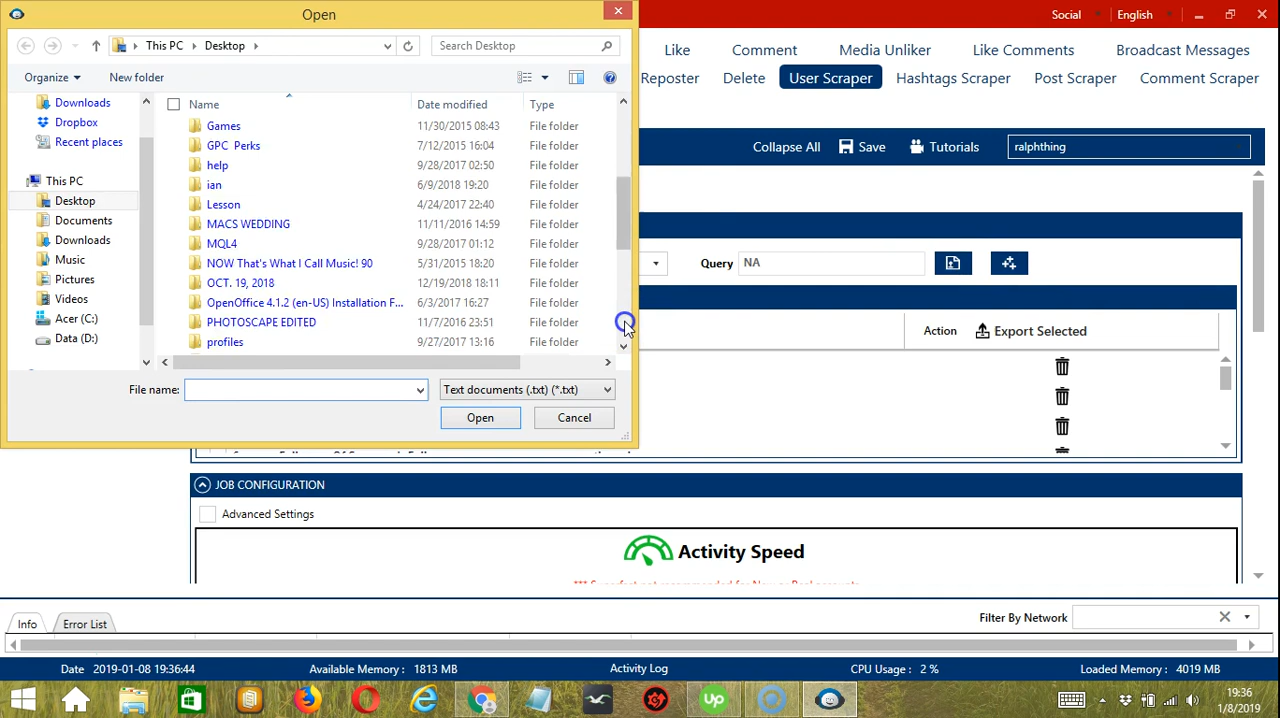 Open
Social
English
This PC
Desktop
Search Desktop
Like
Comment
Media Unliker
Like Comments
Broadcast Messages
Organize
New folder
Reposter
Delete
User Scraper
Hashtags Scraper
Post Scraper
Comment Scraper
Downloads
Dropbox
Recent places
This PC
Desktop
Documents
Downloads
Music
Pictures
Videos
Acer (C:)
Data (D:)
Name Date modified Type
Games 11/30/2015 08:43 File folder
GPC Perks 7/12/2015 16:04 File folder
help 9/28/2017 02:50 File folder
ian 6/9/2018 19:20 File folder
Lesson 4/24/2017 22:40 File folder
MACS WEDDING 11/11/2016 14:59 File folder
MQL4 9/28/2017 01:12 File folder
NOW That's What I Call Music! 90 5/31/2015 18:20 File folder
OCT. 19, 2018 12/19/2018 18:11 File folder
OpenOffice 4.1.2 (en-US) Installation F... 6/3/2017 16:27 File folder
PHOTOSCAPE EDITED 11/7/2016 23:51 File folder
profiles 9/27/2017 13:16 File folder
File name:
Text documents (.txt) (*.txt)
Open
Cancel
Collapse All
Save
Tutorials
ralphthing
Query
NA
Action
Export Selected
JOB CONFIGURATION
Advanced Settings
Activity Speed
Info
Error List
Filter By Network
Date 2019-01-08 19:36:44
Available Memory : 1813 MB
Activity Log
CPU Usage : 2 %
Loaded Memory : 4019 MB
up
19:36
1/8/2019